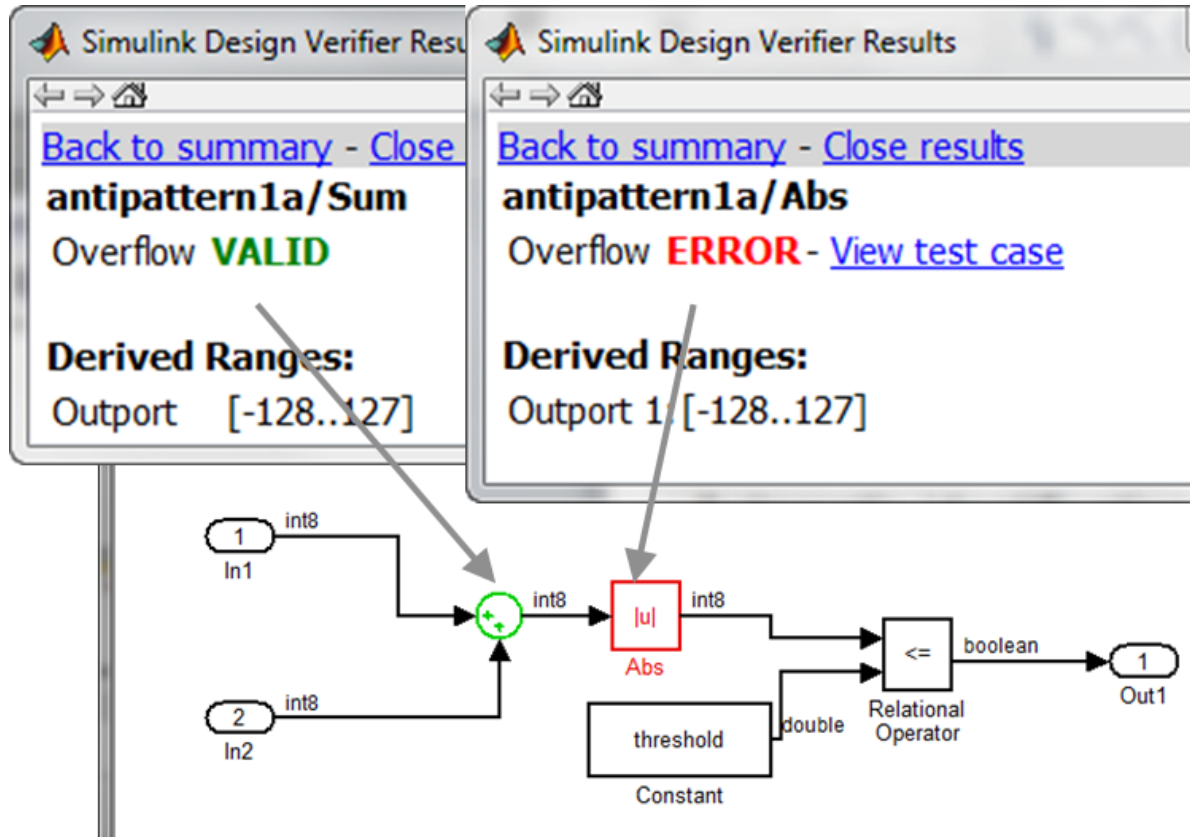 Simulink Design Verifier Resu
Back to summary - Close
antipattern1a/Sum
Overflow VALID
Derived Ranges:
Outport [-128..127]
Simulink Design Verifier Results
Back to summary - Close results
antipattern1a/Abs
Overflow ERROR - View test case
Derived Ranges:
Outport 1: [-128..127]
1
int8
In1
2
int8
In2
+
+
int8
|u|
int8
Abs
threshold
double
Constant
<=
boolean
Relational
Operator
1
Out1